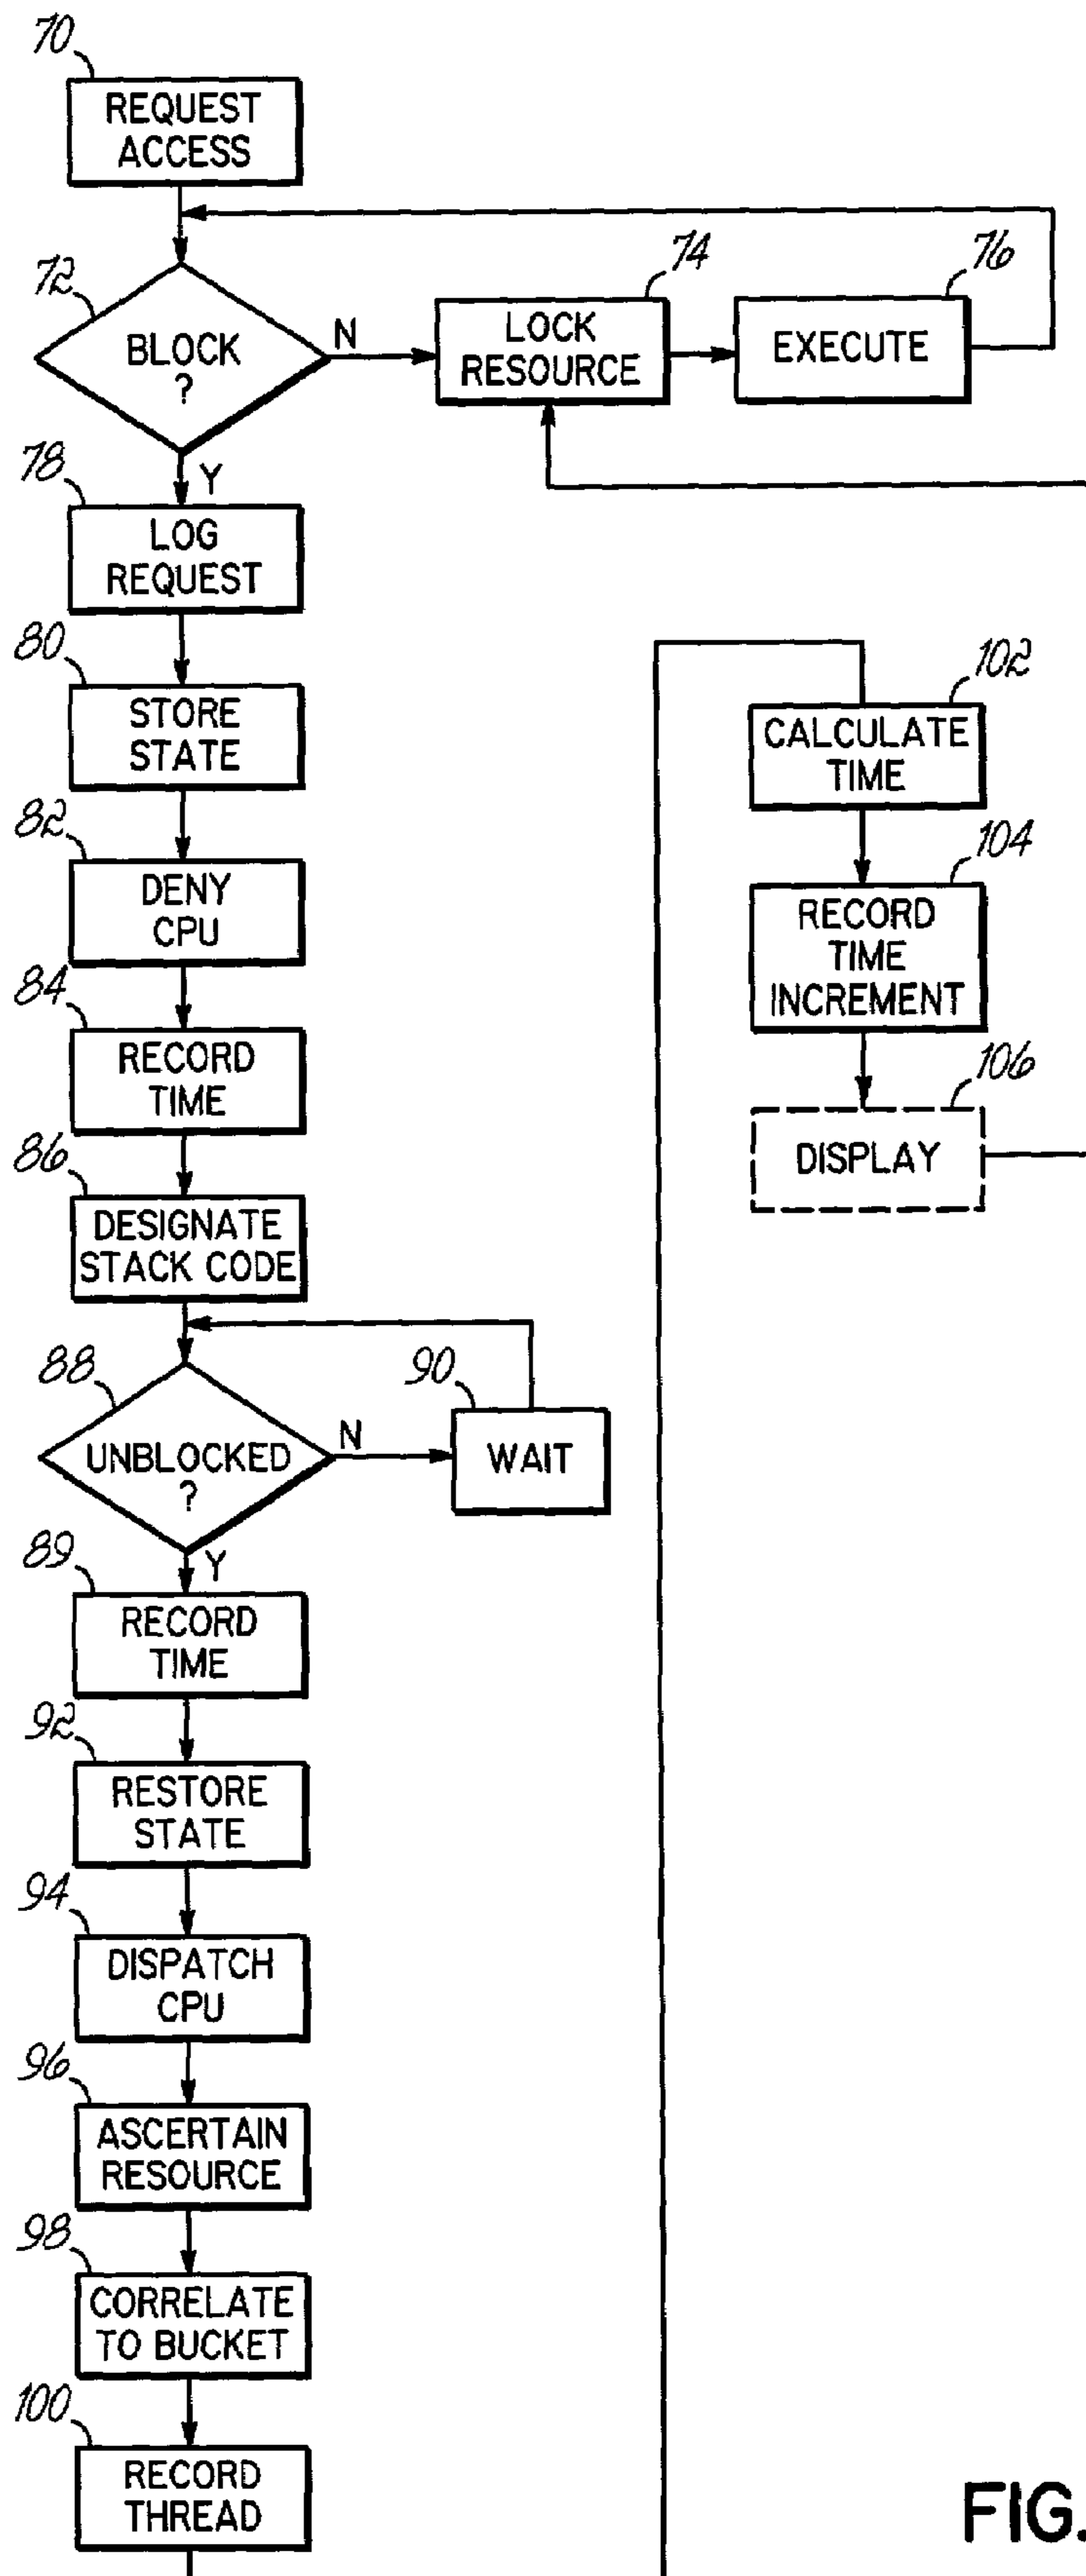 70
REQUEST
ACCESS
72
BLOCK
?
N
Y
74
LOCK
RESOURCE
76
EXECUTE
78
LOG
REQUEST
80
STORE
STATE
82
DENY
CPU
84
RECORD
TIME
86
DESIGNATE
STACK CODE
88
UNBLOCKED
?
N
Y
90
WAIT
89
RECORD
TIME
92
RESTORE
STATE
94
DISPATCH
CPU
96
ASCERTAIN
RESOURCE
98
CORRELATE
TO BUCKET
100
RECORD
THREAD
102
CALCULATE
TIME
104
RECORD
TIME
INCREMENT
106
DISPLAY
FIG.